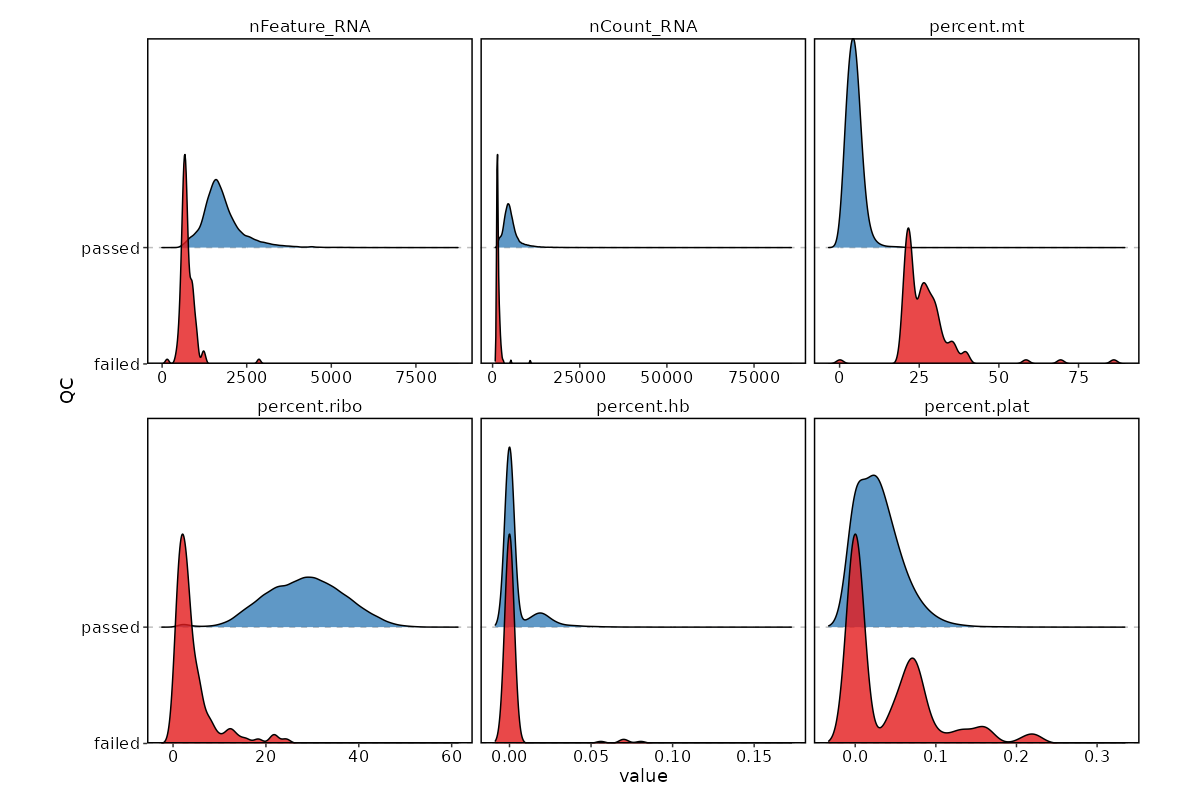 nFeature_RNA nCount_RNA percent.mt
passed
failed
0 2500 5000 7500 0 25000 50000 75000 0 25 50 75
QC
percent.ribo percent.hb percent.plat
passed
failed
0 20 40 60 0.00 0.05 0.10 0.15 0.0 0.1 0.2 0.3
value